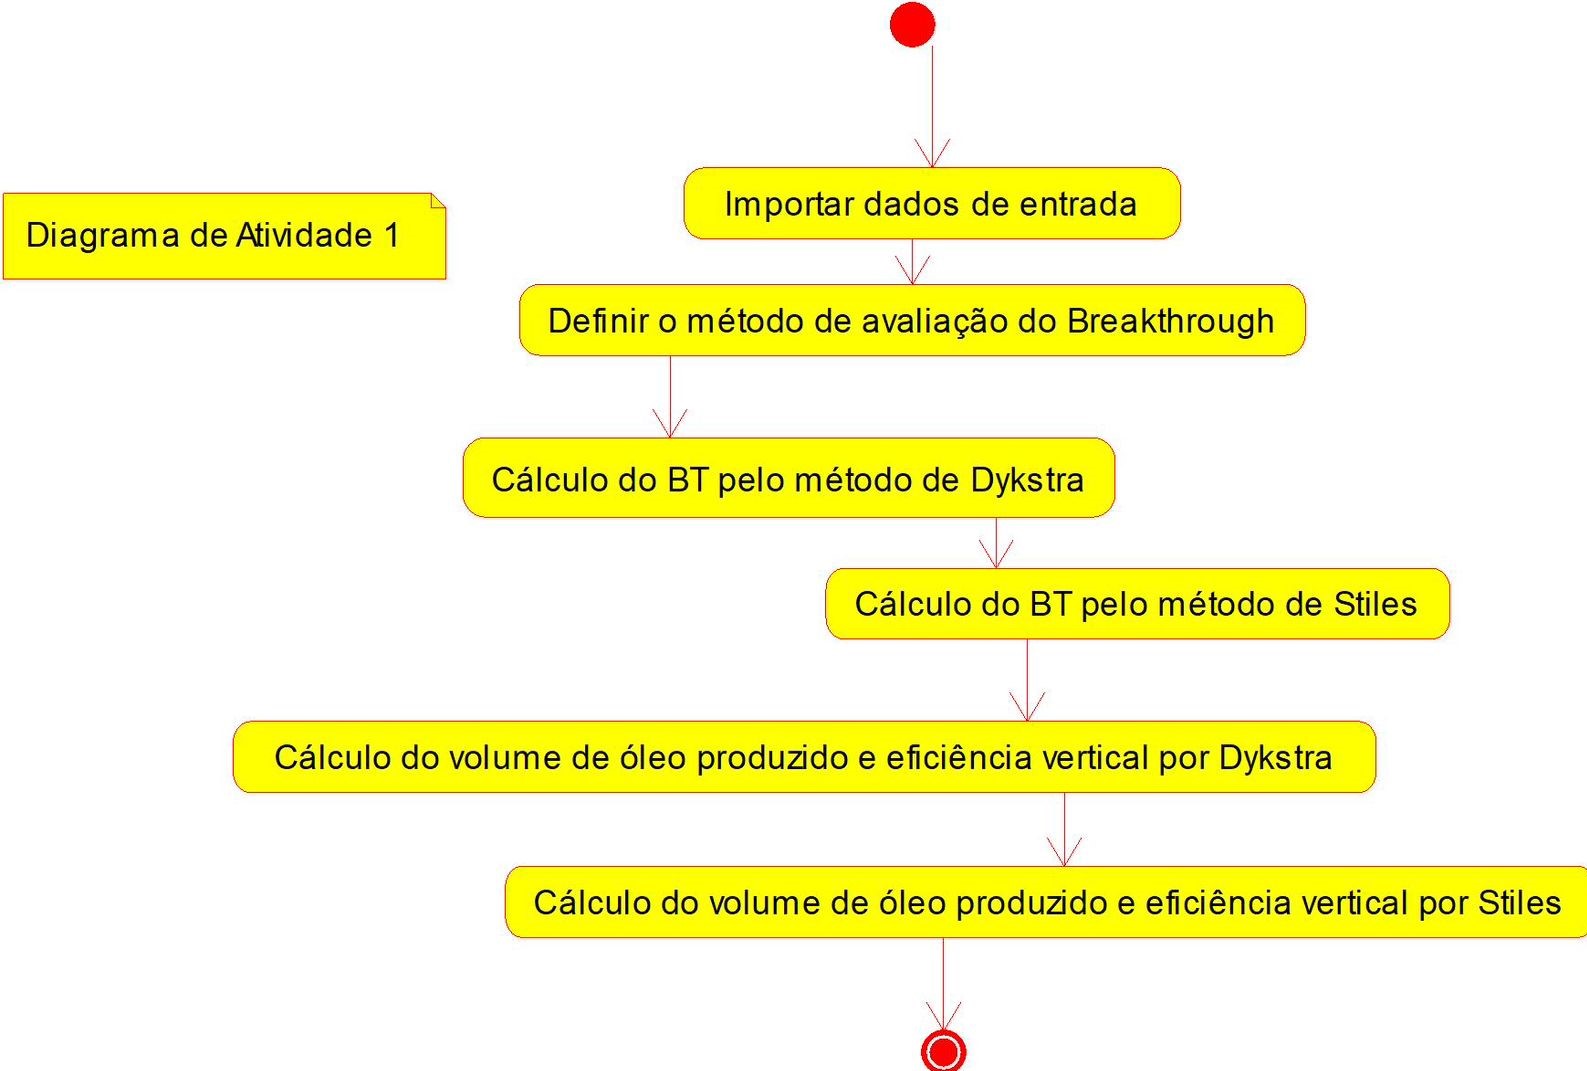 Importar dados de entrada
Diagrama de Atividade 1
Definir o método de avaliação do Breakthrough
Cálculo do BT pelo método de Dykstra
Cálculo do BT pelo método de Stiles
Cálculo do volume de óleo produzido e eficiência vertical por Dykstra
Cálculo do volume de óleo produzido e eficiência vertical por Stiles